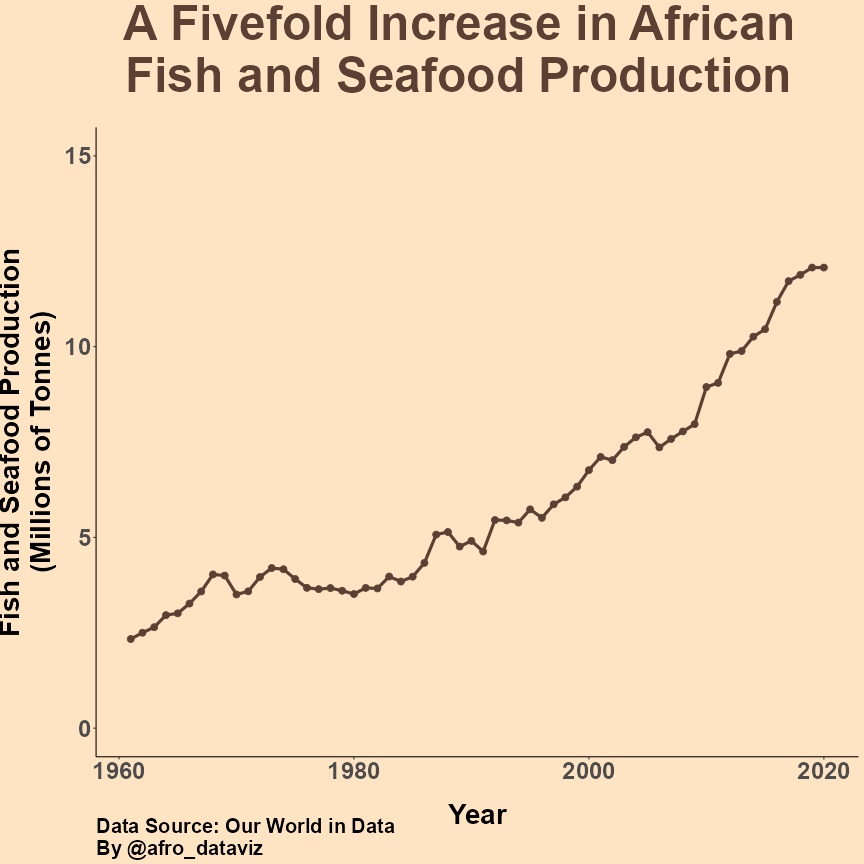 A Fivefold Increase in African
Fish and Seafood Production
Fish and Seafood Production
(Millions of Tonnes)
15
10
5
0
1960
1980
2000
2020
Year
Data Source: Our World in Data
By @afro_dataviz